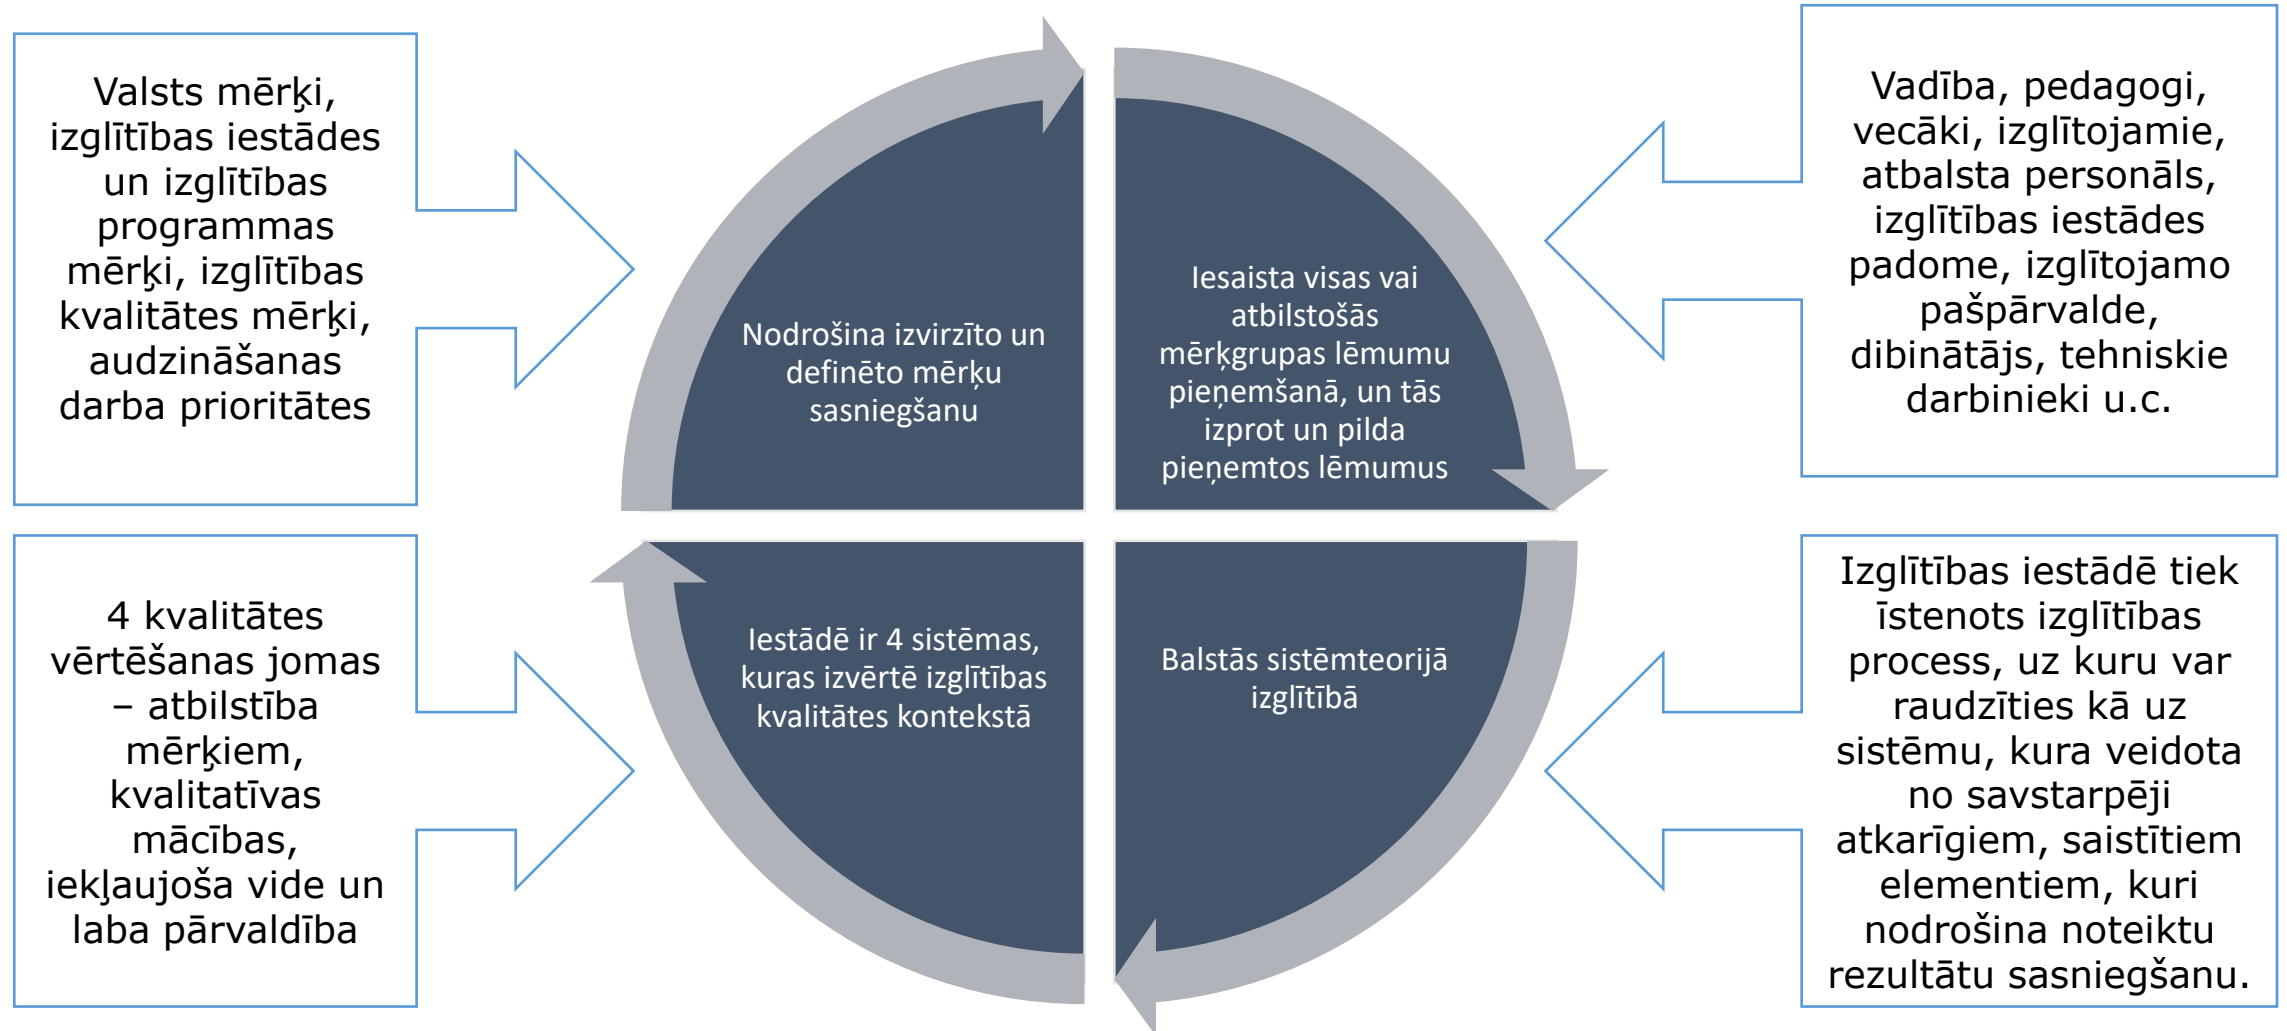 Valsts mērķi,
izglītības iestādes
un izglītības
programmas
mērķi, izglītības
kvalitātes mērķi,
audzināšanas
darba prioritātes
Nodrošina izvirzīto un
definēto mērķu
sasniegšanu
Iesaista visas vai
atbilstošās
mērķgrupas lēmumu
pieņemšanā, un tās
izprot un pilda
pieņemtos lēmumus
Vadība, pedagogi,
vecāki, izglītojamie,
atbalsta personāls,
izglītības iestādes
padome, izglītojamo
pašpārvalde,
dibinātājs, tehniskie
darbinieki u.c.
4 kvalitātes
vērtēšanas jomas
– atbilstība
mērķiem,
kvalitatīvas
mācības,
iekļaujoša vide un
laba pārvaldība
Iestādē ir 4 sistēmas,
kuras izvērtē izglītības
kvalitātes kontekstā
Balstās sistēmteorijā
izglītībā
Izglītības iestādē tiek
īstenots izglītības
process, uz kuru var
raudzīties kā uz
sistēmu, kura veidota
no savstarpēji
atkarīgiem, saistītiem
elementiem, kuri
nodrošina noteiktu
rezultātu sasniegšanu.